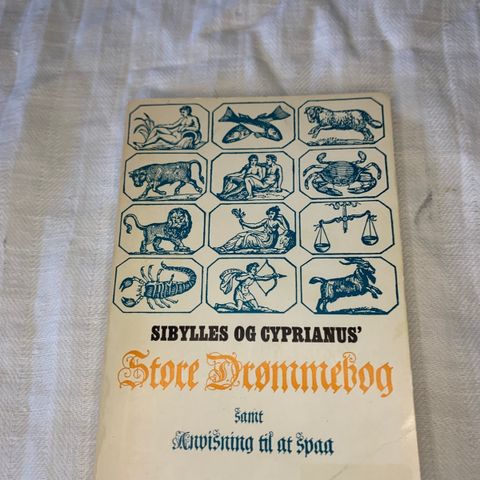 SIBYLLES OG CYPRIANUS'
Store Drømmebog
samt
Anvisning til at spaa